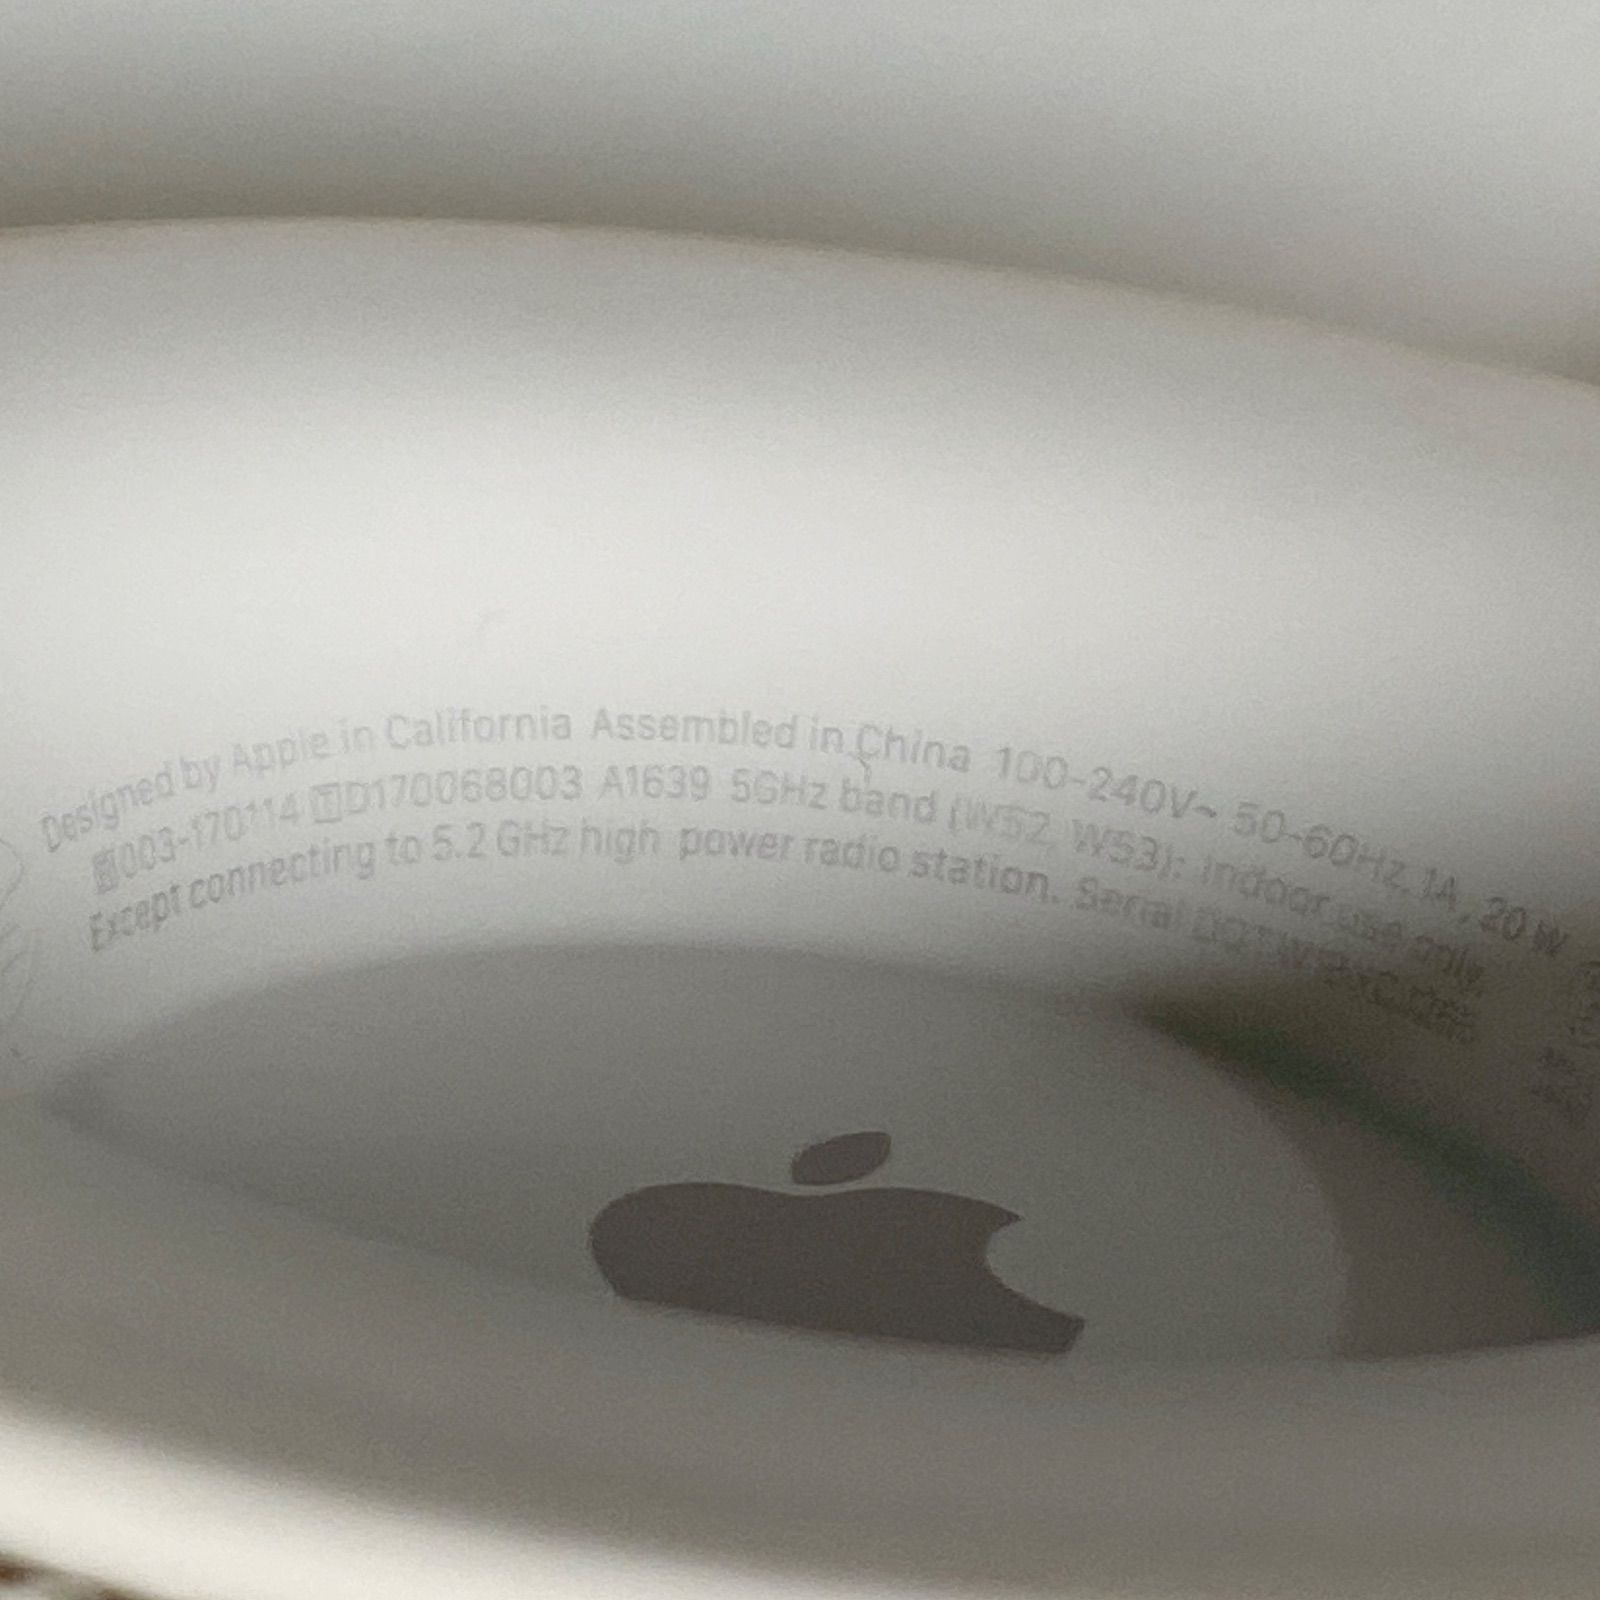 Designed by Apple in California Assembled in China 100-240V~ 50-60Hz, 1A, 20 W
003-170114 T D170068003 A1639 5GHz band (W52, W53): Indoor use only,
Except connecting to 5.2 GHz high power radio station. Serial